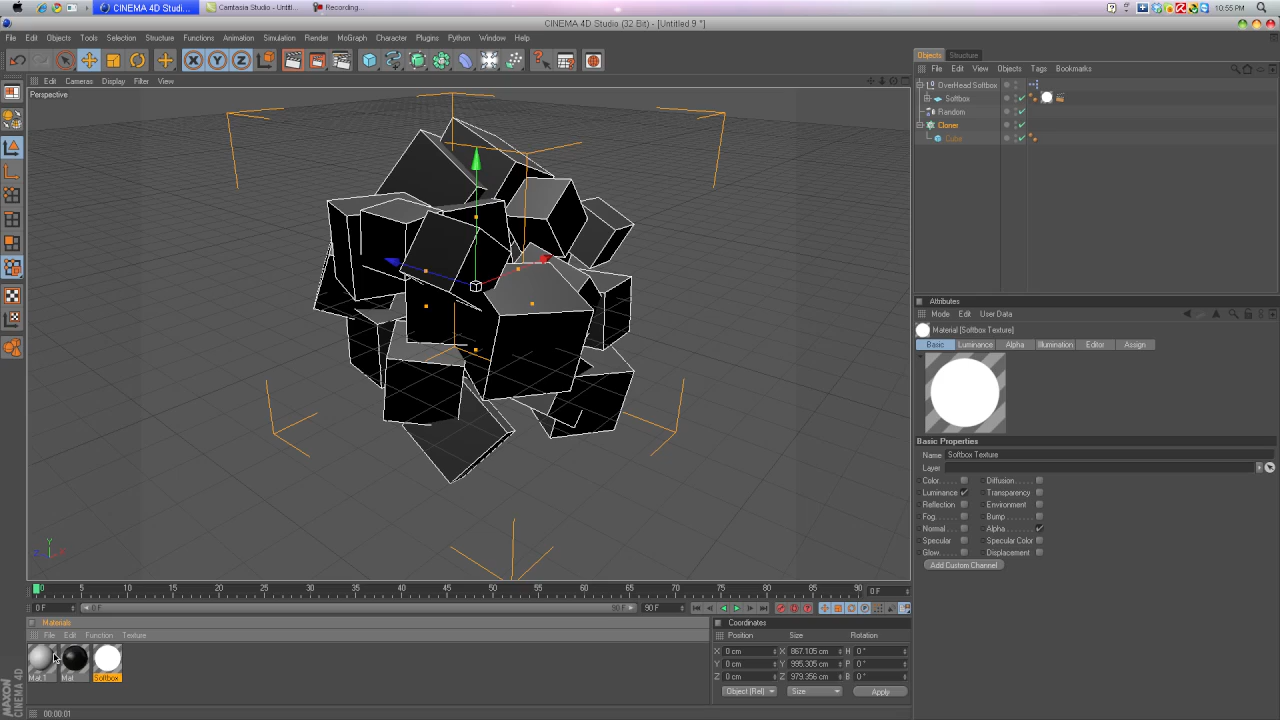 CINEMA 4D Studi...
Camtasia Studio - Untitl...
Recording...
10:55 PM
CINEMA 4D Studio (32 Bit) - [Untitled 9 *]
File Edit Objects Tools Selection Structure Functions Animation Simulation Render MoGraph Character Plugins Python Window Help
Objects Structure
Edit Cameras Display Filter View
File Edit View Objects Tags Bookmarks
Perspective
OverHead Softbox
Softbox
Random
Cloner
Cube
X Y Z
Attributes
Mode Edit User Data
Material [Softbox Texture]
Basic Luminance Alpha Illumination Editor Assign
Basic Properties
Name Softbox Texture
Layer
Color. . . . . Diffusion. . . . .
Luminance Transparency
Reflection Environment
Fog. . . . . Bump. . . . .
Normal . . . Alpha . . . . . .
Specular Specular Color
Glow. . . . . Displacement
Add Custom Channel
Y
0 5 10 15 20 25 30 35 40 45 50 55 60 65 70 75 80 85 90
0 F
0 F 0 F 90 F 90 F
Materials
File Edit Function Texture
Mat 1 Mat Softbox
Coordinates
Position Size Rotation
X 0 cm X 867.105 cm H 0 °
Y 0 cm Y 995.305 cm P 0 °
Z 0 cm Z 979.356 cm B 0 °
Object (Rel) Size Apply
MAXON
CINEMA 4D
00:00:01